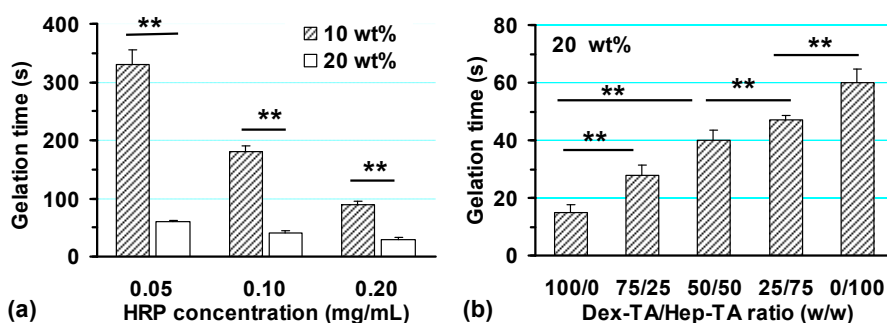 400
300
200
100
0
Gelation time (s)
**
**
**
10 wt%
20 wt%
0.05 0.10 0.20
(a) HRP concentration (mg/mL)
80
60
40
20
0
Gelation time (s)
20 wt%
**
**
**
**
100/0 75/25 50/50 25/75 0/100
(b) Dex-TA/Hep-TA ratio (w/w)